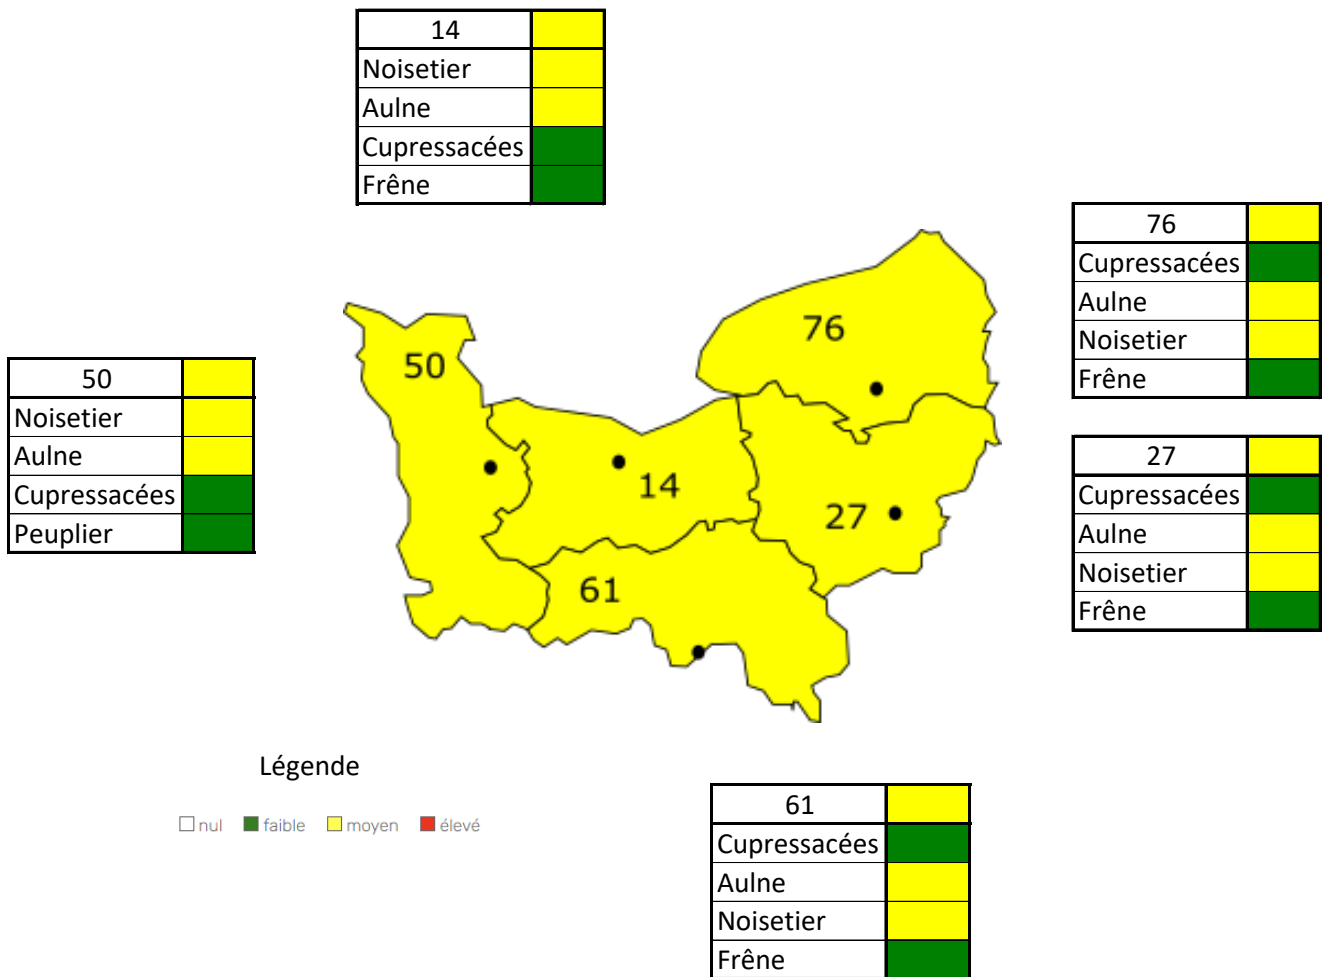 14
Noisetier
Aulne
Cupressacées
Frêne
76
Cupressacées
Aulne
Noisetier
Frêne
50
Noisetier
Aulne
Cupressacées
Peuplier
27
Cupressacées
Aulne
Noisetier
Frêne
76
50
14
27
61
Légende
nul faible moyen élevé
61
Cupressacées
Aulne
Noisetier
Frêne